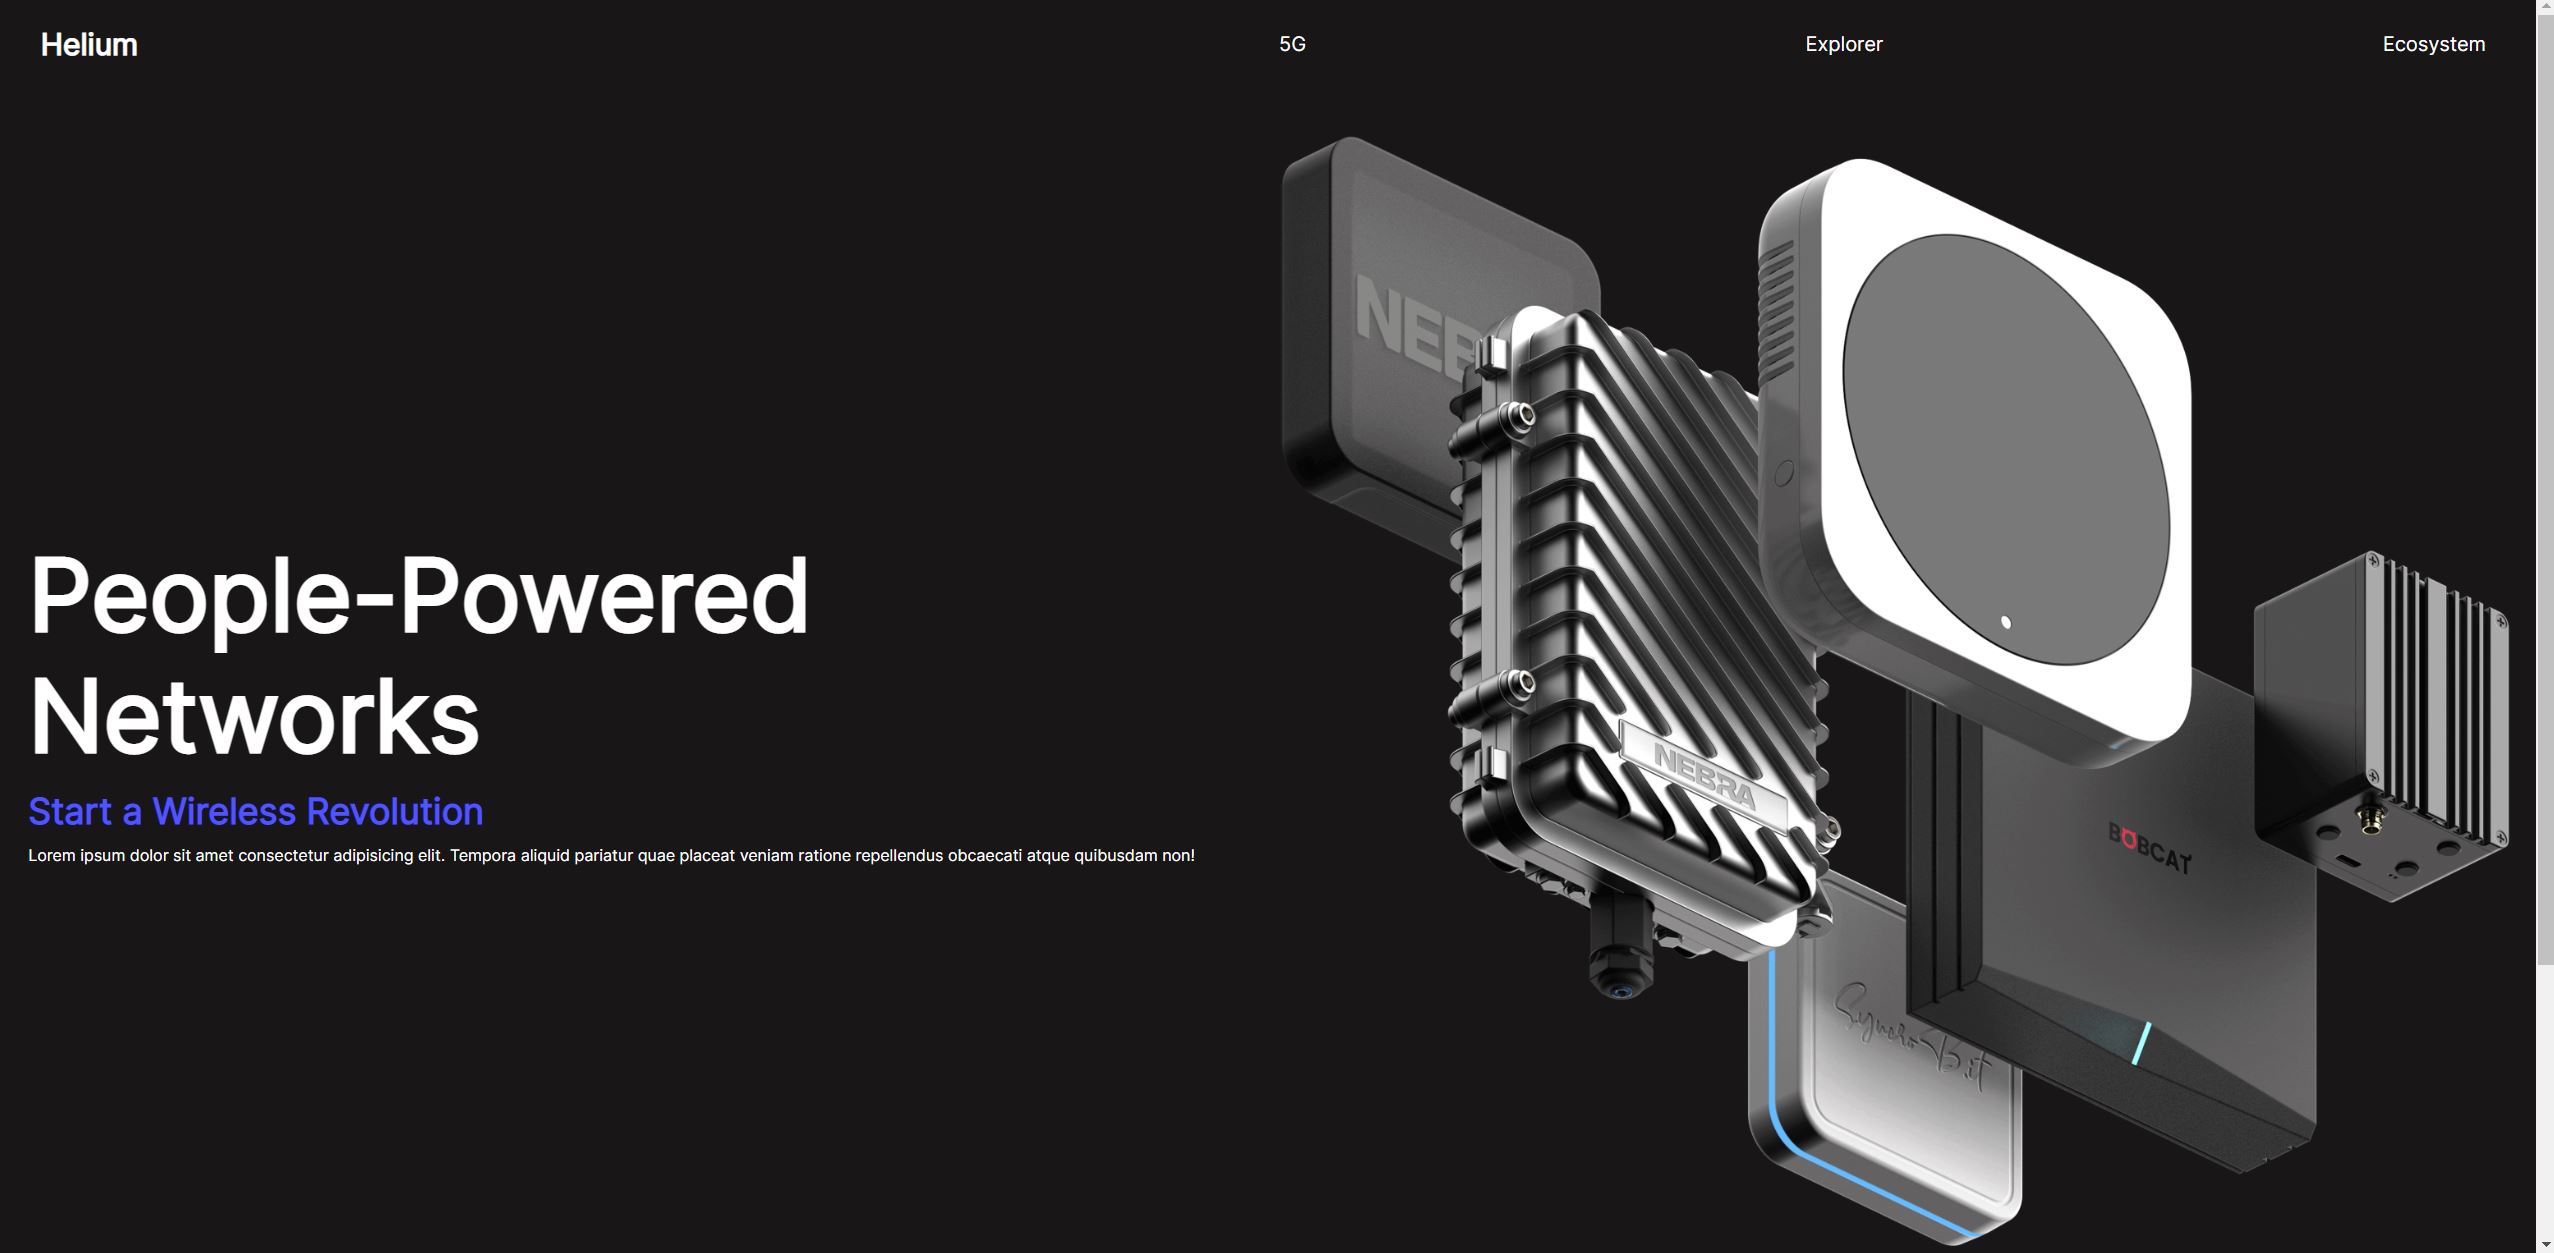 Helium
5G
Explorer
Ecosystem
People-Powered
Networks
Start a Wireless Revolution
Lorem ipsum dolor sit amet consectetur adipisicing elit. Tempora aliquid pariatur quae placeat veniam ratione repellendus obcaecati atque quibusdam non!
NEB
NEBRA
BOBCAT
SynchroBit